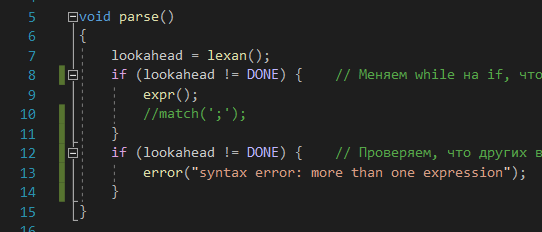 5 void parse()
6 {
7 lookahead = lexan();
8 if (lookahead != DONE) { // Меняем while на if, что
9 expr();
10 //match(';');
11 }
12 if (lookahead != DONE) { // Проверяем, что других в
13 error("syntax error: more than one expression");
14 }
15 }